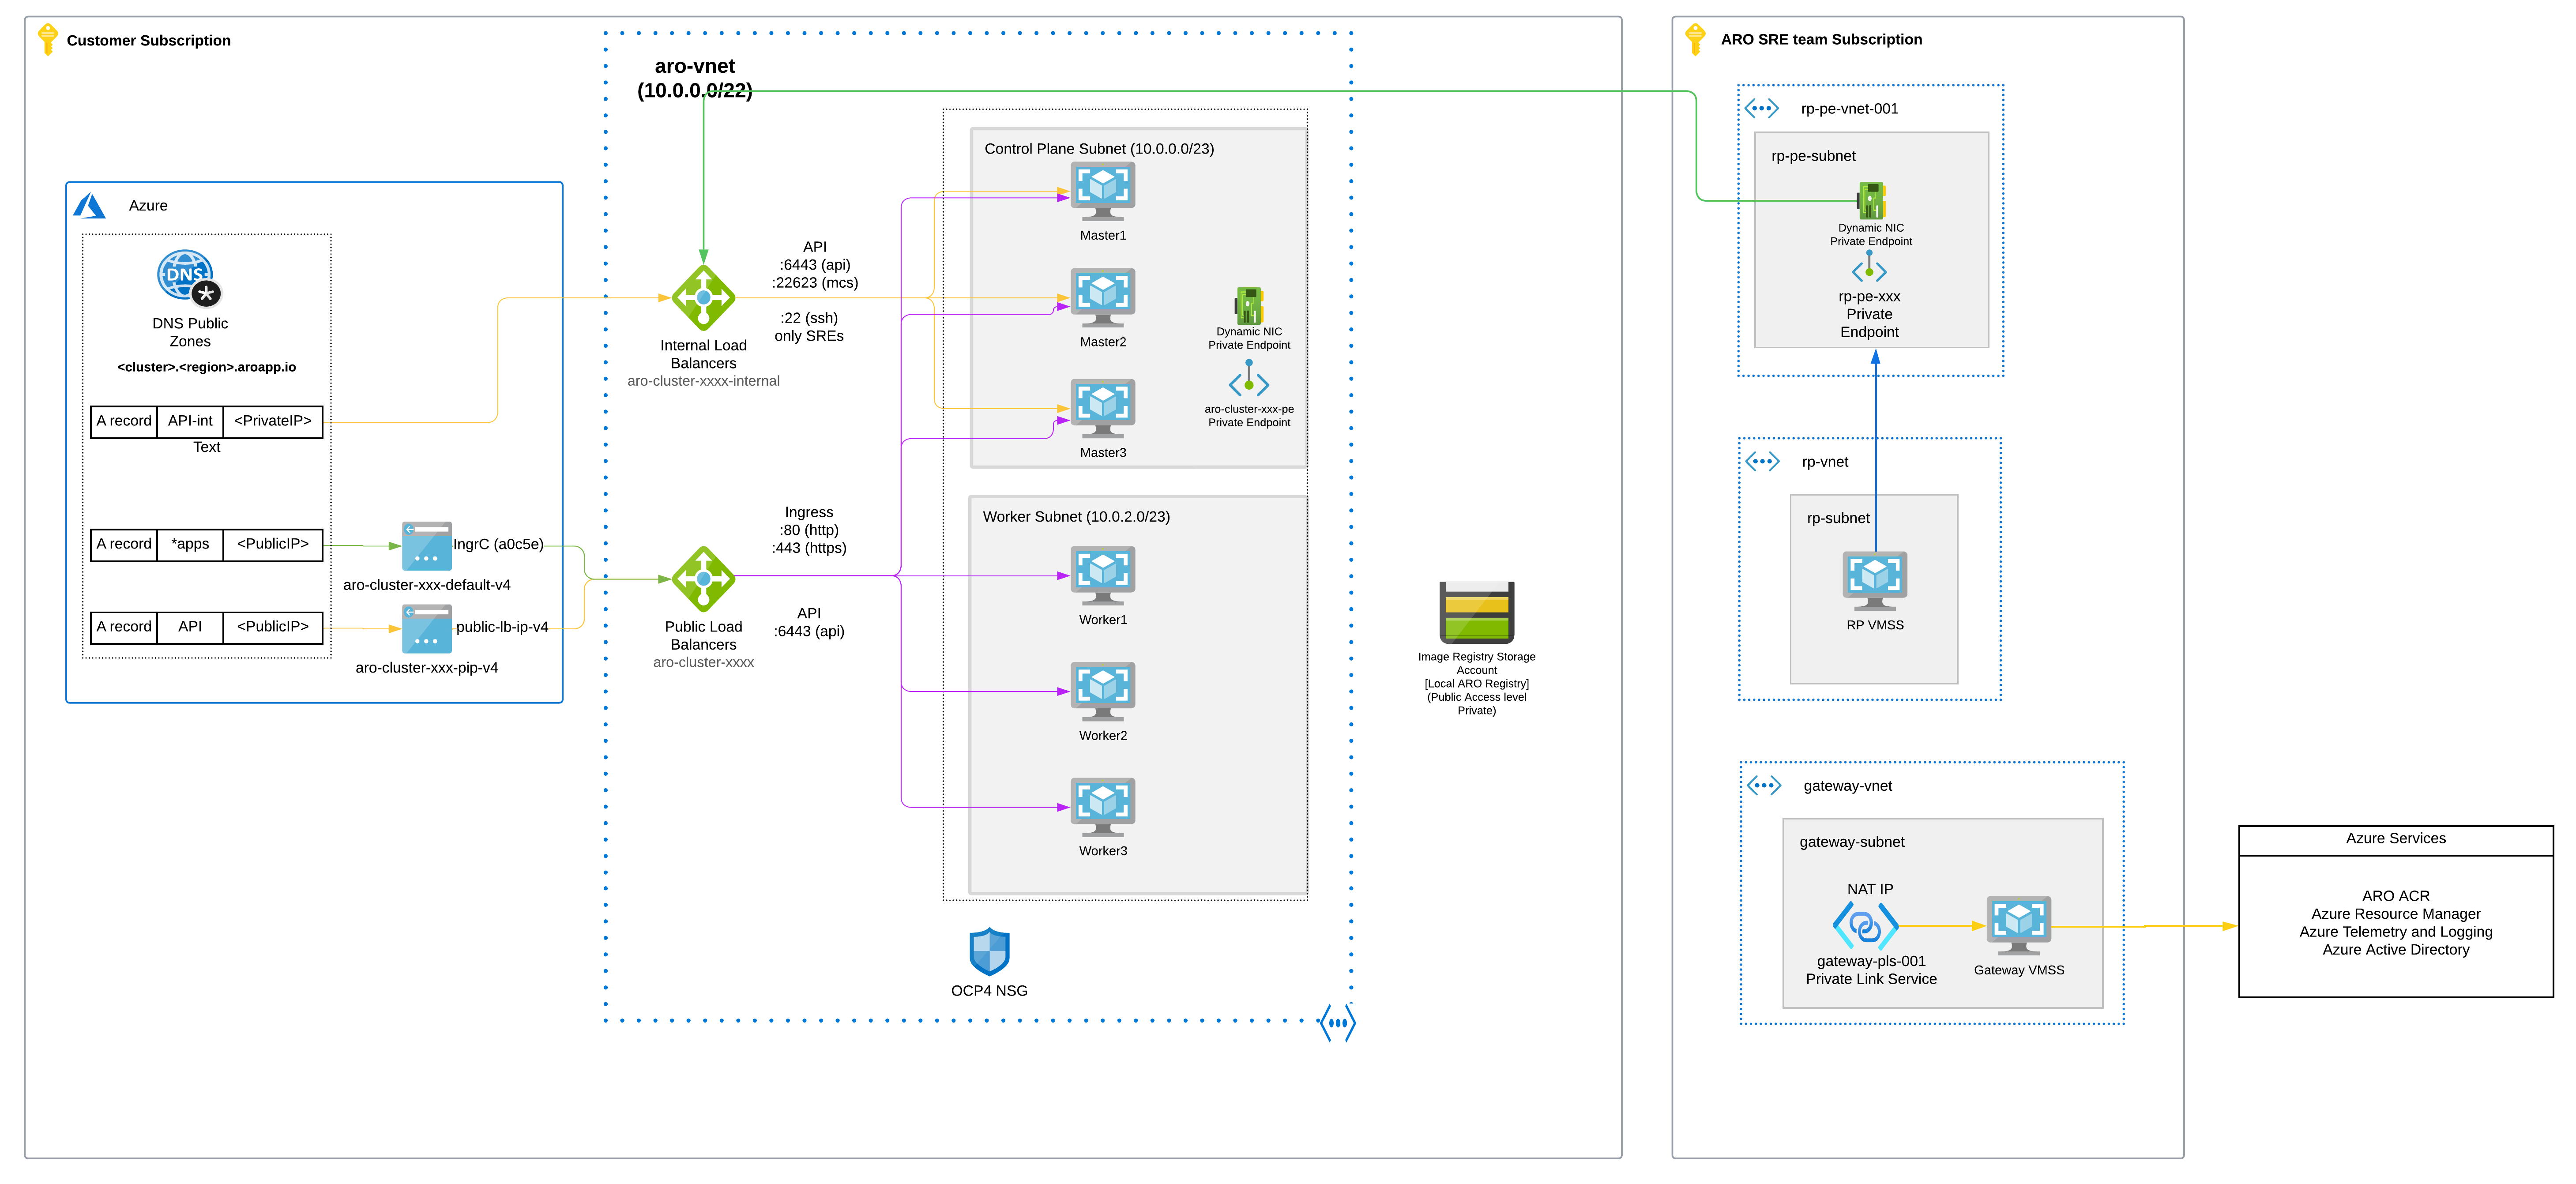 Customer Subscription
aro-vnet
(10.0.0.0/22)
Azure
DNS
*
DNS Public
Zones
<cluster>.<region>.aroapp.io
A record API-int <PrivateIP>
Text
A record *apps <PublicIP>
IngrC (a0c5e)
aro-cluster-xxx-default-v4
A record API <PublicIP>
public-lb-ip-v4
aro-cluster-xxx-pip-v4
API
:6443 (api)
:22623 (mcs)
:22 (ssh)
only SREs
Internal Load
Balancers
aro-cluster-xxxx-internal
Ingress
:80 (http)
:443 (https)
API
:6443 (api)
Public Load
Balancers
aro-cluster-xxxx
Control Plane Subnet (10.0.0.0/23)
Master1
Master2
Master3
Dynamic NIC
Private Endpoint
aro-cluster-xxx-pe
Private Endpoint
Worker Subnet (10.0.2.0/23)
Worker1
Worker2
Worker3
OCP4 NSG
Image Registry Storage
Account
[Local ARO Registry]
(Public Access level
Private)
ARO SRE team Subscription
rp-pe-vnet-001
rp-pe-subnet
Dynamic NIC
Private Endpoint
rp-pe-xxx
Private
Endpoint
rp-vnet
rp-subnet
RP VMSS
gateway-vnet
gateway-subnet
NAT IP
gateway-pls-001
Private Link Service
Gateway VMSS
Azure Services
ARO ACR
Azure Resource Manager
Azure Telemetry and Logging
Azure Active Directory